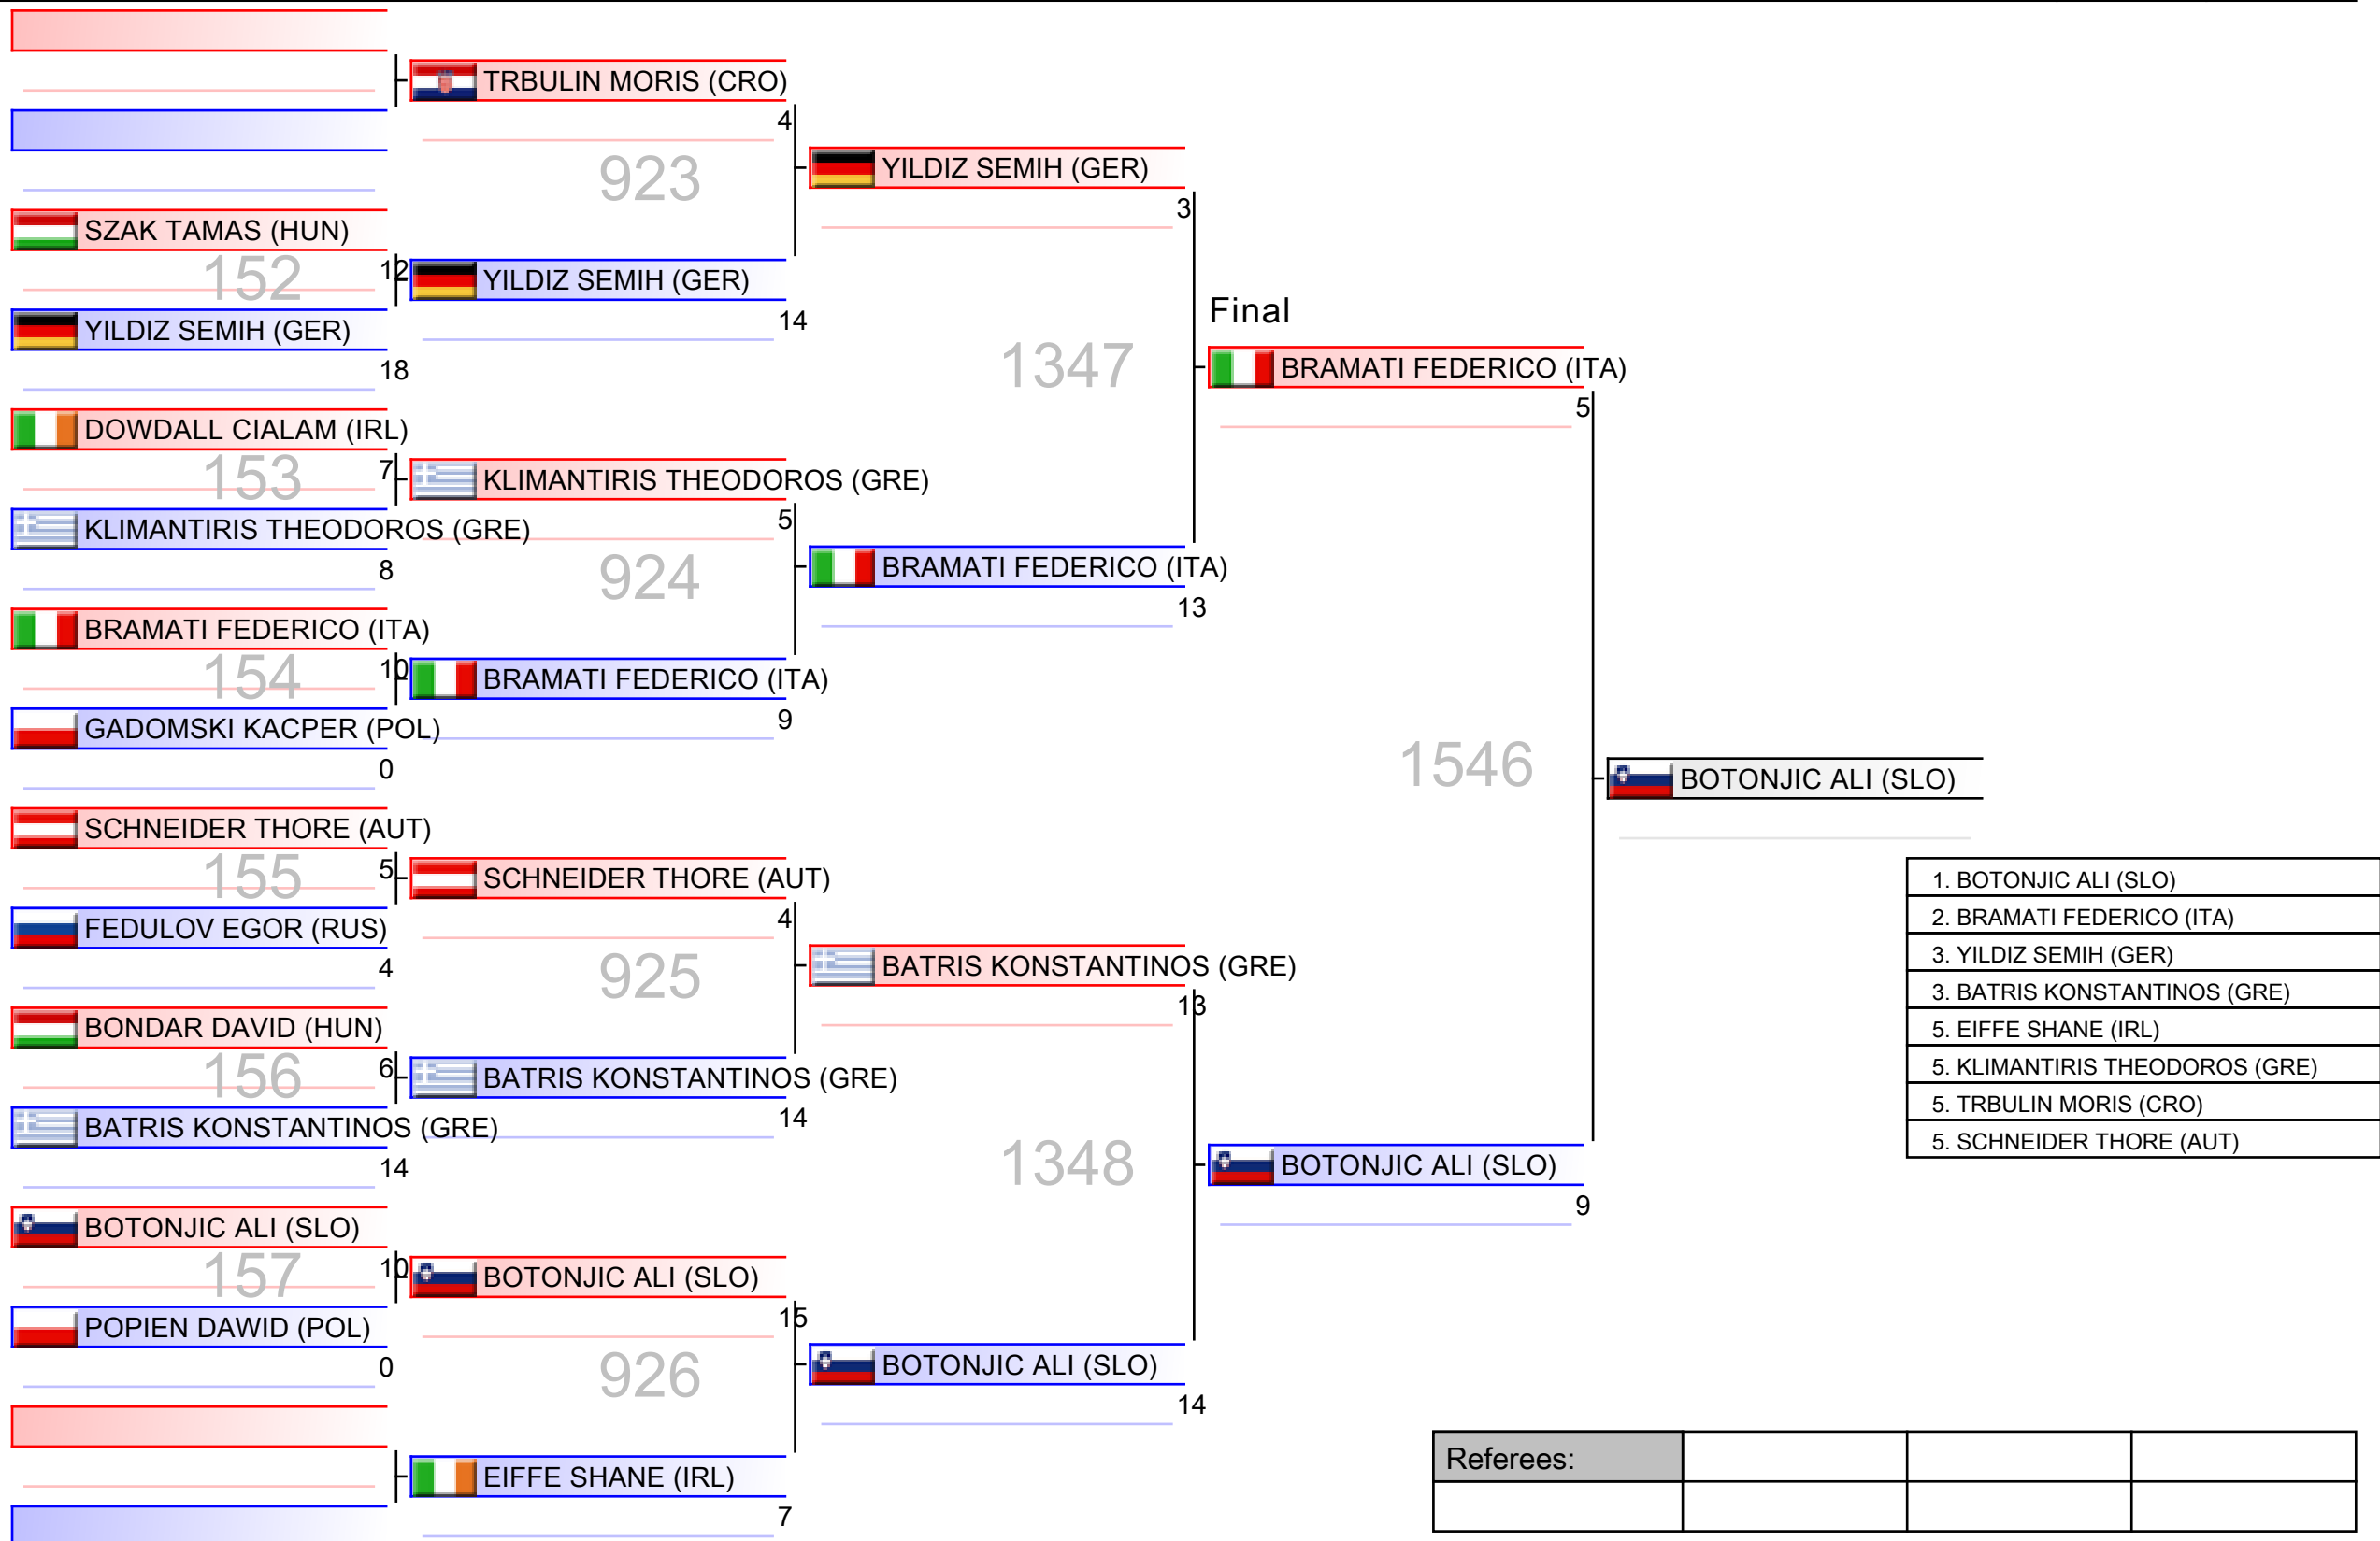 TRBULIN MORIS (CRO)
4
923
YILDIZ SEMIH (GER)
3
SZAK TAMAS (HUN)
12
152
YILDIZ SEMIH (GER)
14
YILDIZ SEMIH (GER)
18
Final
1347
BRAMATI FEDERICO (ITA)
5
DOWDALL CIALAM (IRL)
7
153
KLIMANTIRIS THEODOROS (GRE)
5
KLIMANTIRIS THEODOROS (GRE)
8
924
BRAMATI FEDERICO (ITA)
13
BRAMATI FEDERICO (ITA)
10
154
BRAMATI FEDERICO (ITA)
9
GADOMSKI KACPER (POL)
0
1546
BOTONJIC ALI (SLO)
SCHNEIDER THORE (AUT)
5
155
SCHNEIDER THORE (AUT)
4
FEDULOV EGOR (RUS)
4
925
BATRIS KONSTANTINOS (GRE)
13
BONDAR DAVID (HUN)
6
156
BATRIS KONSTANTINOS (GRE)
14
BATRIS KONSTANTINOS (GRE)
14
1348
BOTONJIC ALI (SLO)
9
BOTONJIC ALI (SLO)
10
157
BOTONJIC ALI (SLO)
15
POPIEN DAWID (POL)
0
926
BOTONJIC ALI (SLO)
14
EIFFE SHANE (IRL)
7
1. BOTONJIC ALI (SLO)
2. BRAMATI FEDERICO (ITA)
3. YILDIZ SEMIH (GER)
3. BATRIS KONSTANTINOS (GRE)
5. EIFFE SHANE (IRL)
5. KLIMANTIRIS THEODOROS (GRE)
5. TRBULIN MORIS (CRO)
5. SCHNEIDER THORE (AUT)
Referees: